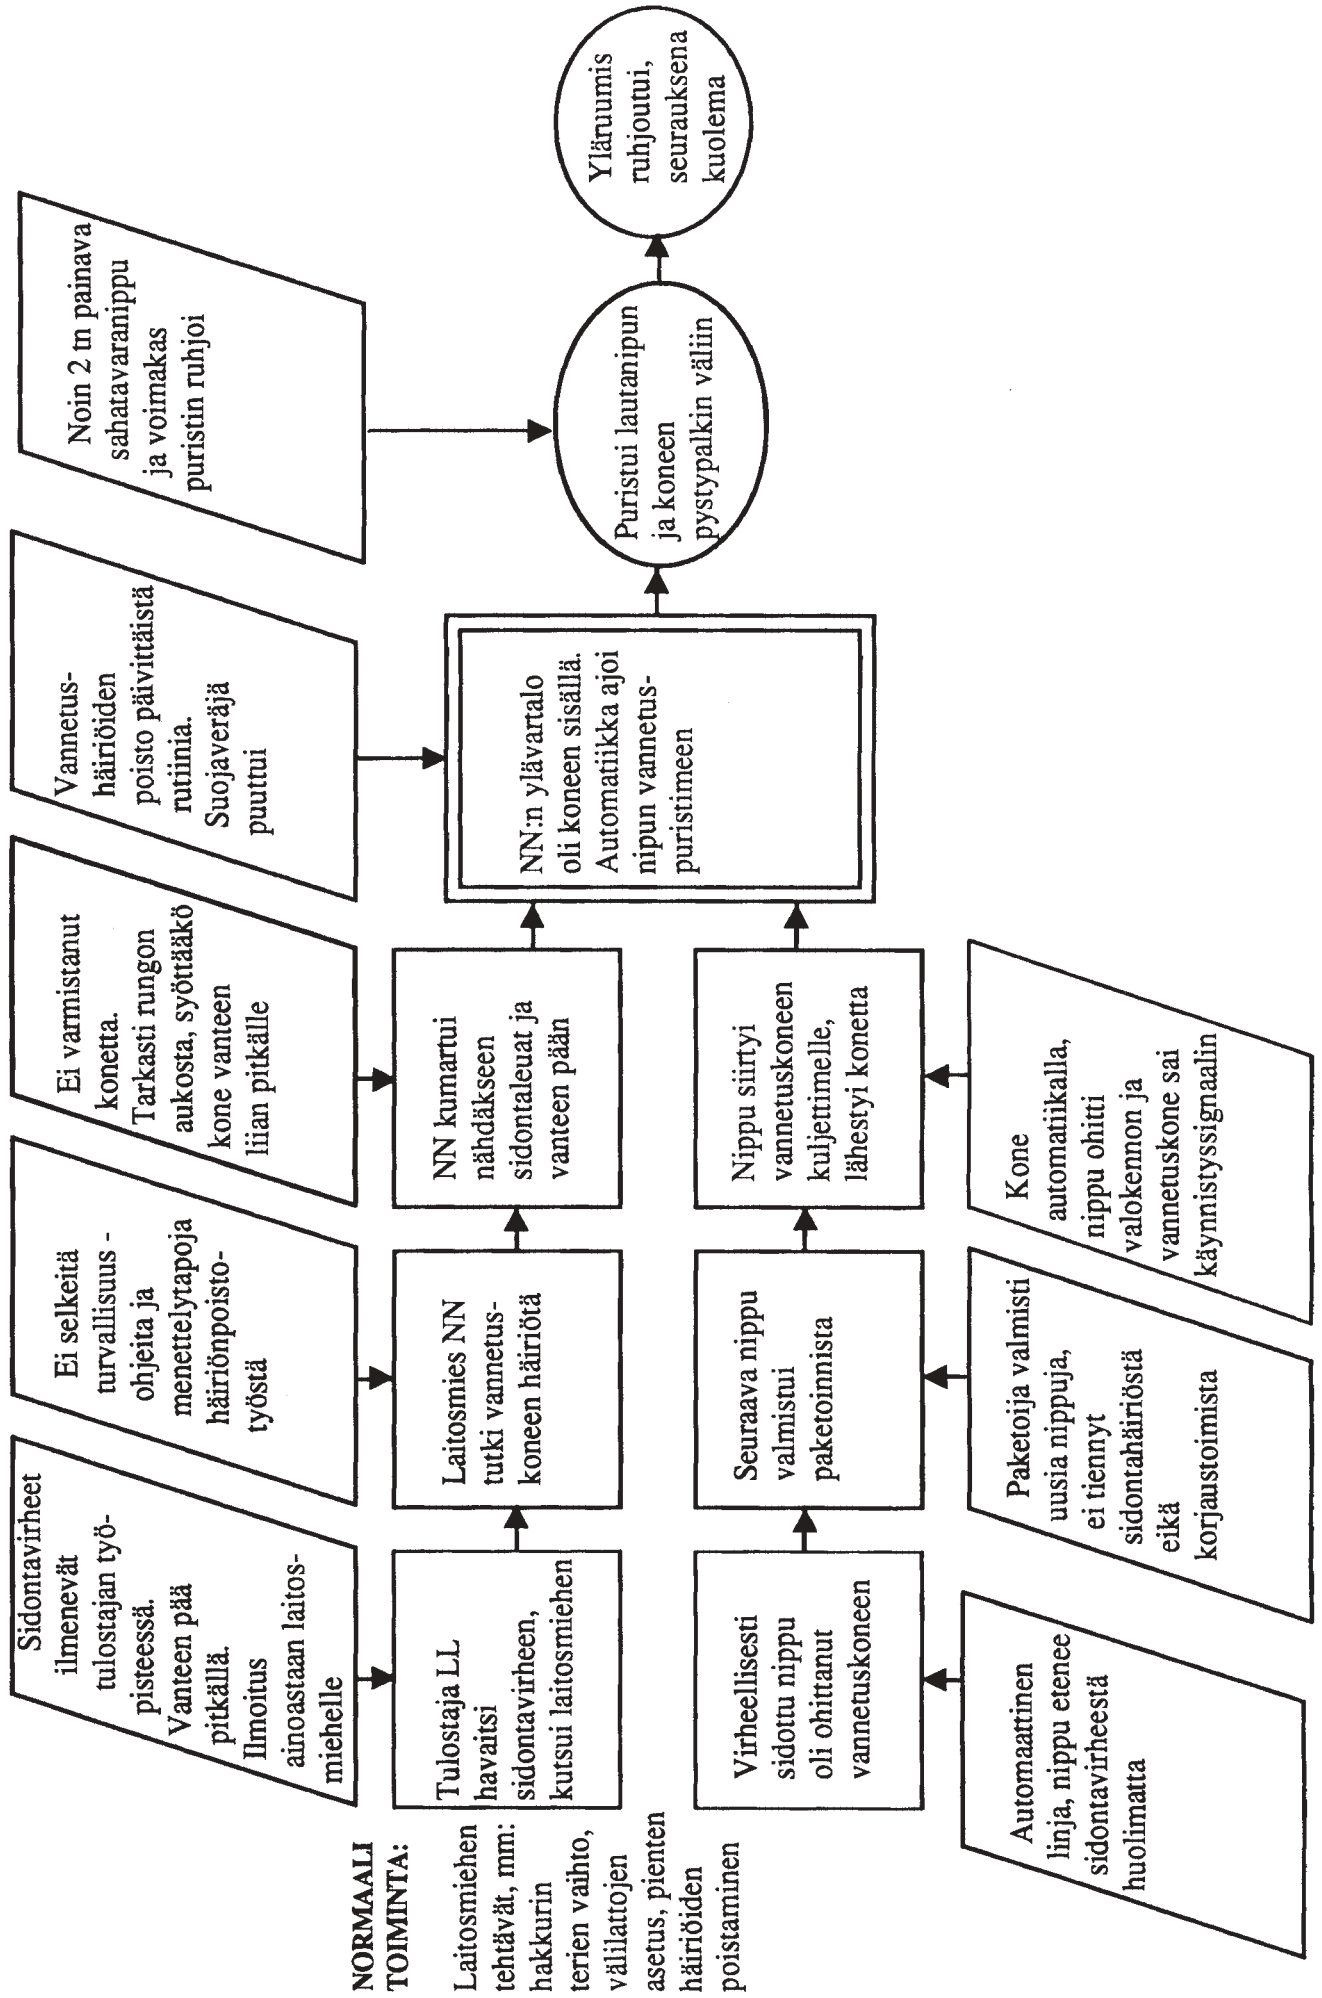 Sidontavirheet
ilmenevät
tulostajan työ-
pisteessä.
Vanteen pää
pitkällä.
Ilmoitus
ainoastaan laitos-
miehelle
Ei selkeitä
turvallisuus -
ohjeita ja
menettelytapoja
häiriönpoisto-
työstä
Ei varmistanut
konetta.
Tarkasti rungon
aukosta, syöttääkö
kone vanteen
liian pitkälle
Vannetus-
häiriöiden
poisto päivittäistä
rutiinia.
Suojaveräjä
puuttui
Noin 2 tn painava
sahatavaranippu
ja voimakas
puristin ruhjoi
NORMAALI
TOIMINTA:
Laitosmiehen
tehtävät, mm:
hakkurin
terien vaihto,
välilattojen
asetus, pienten
häiriöiden
poistaminen
Tulostaja LL
havaitsi
sidontavirheen,
kutsui laitosmiehen
Laitosmies NN
tutki vannetus-
koneen häiriötä
NN kumartui
nähdäkseen
sidontaleuat ja
vanteen pään
NN:n ylävartalo
oli koneen sisällä.
Automatiikka ajoi
nipun vannetus-
puristimeen
Puristui lautanipun
ja koneen
pystypalkin väliin
Yläruumis
ruhjoutui,
seurauksena
kuolema
Virheellisesti
sidottu nippu
oli ohittanut
vannetuskoneen
Seuraava nippu
valmistui
paketoinnista
Nippu siirtyi
vannetuskoneen
kuljettimelle,
lähestyi konetta
Automaattinen
linja, nippu etenee
sidontavirheestä
huolimatta
Paketoija valmisti
uusia nippuja,
ei tiennyt
sidontahäiriöstä
eikä
korjaustoimista
Kone
automatiikalla,
nippu ohitti
valokennon ja
vannetuskone sai
käynnistyssignaalin